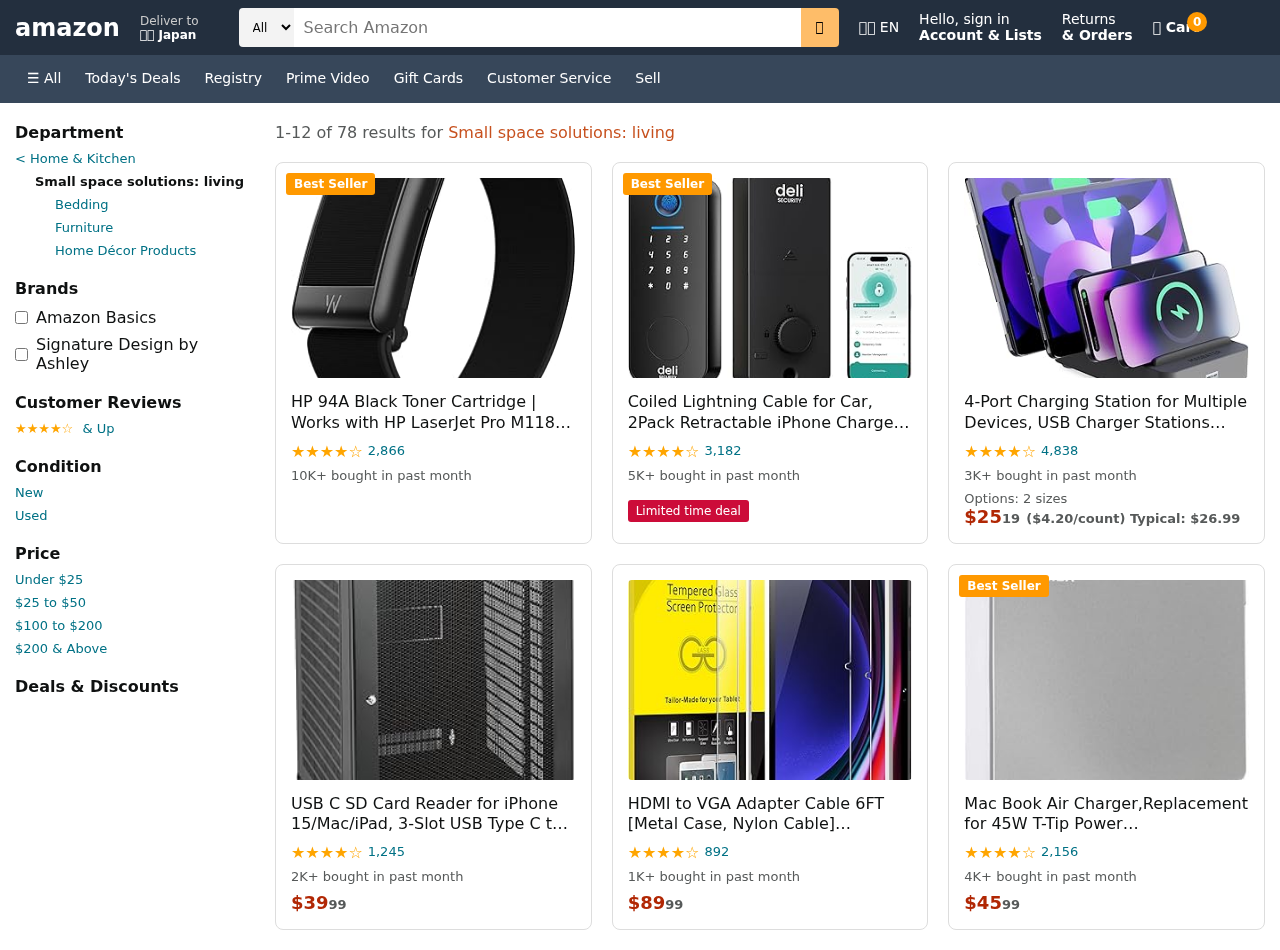 amazon
Deliver to
Japan
All
Search Amazon
EN
Hello, sign in
Account & Lists
Returns
& Orders
0
☰ All
Today's Deals
Registry
Prime Video
Gift Cards
Customer Service
Sell
Department
< Home & Kitchen
Small space solutions: living
Bedding
Furniture
Home Décor Products
Brands
Amazon Basics
Signature Design by
Ashley
Customer Reviews
★★★★☆ & Up
Condition
New
Used
Price
Under $25
$25 to $50
$100 to $200
$200 & Above
Deals & Discounts
1-12 of 78 results for Small space solutions: living
Best Seller
HP 94A Black Toner Cartridge |
Works with HP LaserJet Pro M118...
★★★★☆ 2,866
10K+ bought in past month
Best Seller
deli
SECURITY
1 2 3
4 5 6
7 8 9
* 0 #
deli
Coiled Lightning Cable for Car,
2Pack Retractable iPhone Charge...
★★★★☆ 3,182
5K+ bought in past month
Limited time deal
4-Port Charging Station for Multiple
Devices, USB Charger Stations...
★★★★☆ 4,838
3K+ bought in past month
Options: 2 sizes
$25 19 ($4.20/count) Typical: $26.99
USB C SD Card Reader for iPhone
15/Mac/iPad, 3-Slot USB Type C t...
★★★★☆ 1,245
2K+ bought in past month
$39 99
Tempered Glass
Screen Protector
Tailor-Made for your Tablet
HDMI to VGA Adapter Cable 6FT
[Metal Case, Nylon Cable]...
★★★★☆ 892
1K+ bought in past month
$89 99
Best Seller
Mac Book Air Charger,Replacement
for 45W T-Tip Power...
★★★★☆ 2,156
4K+ bought in past month
$45 99